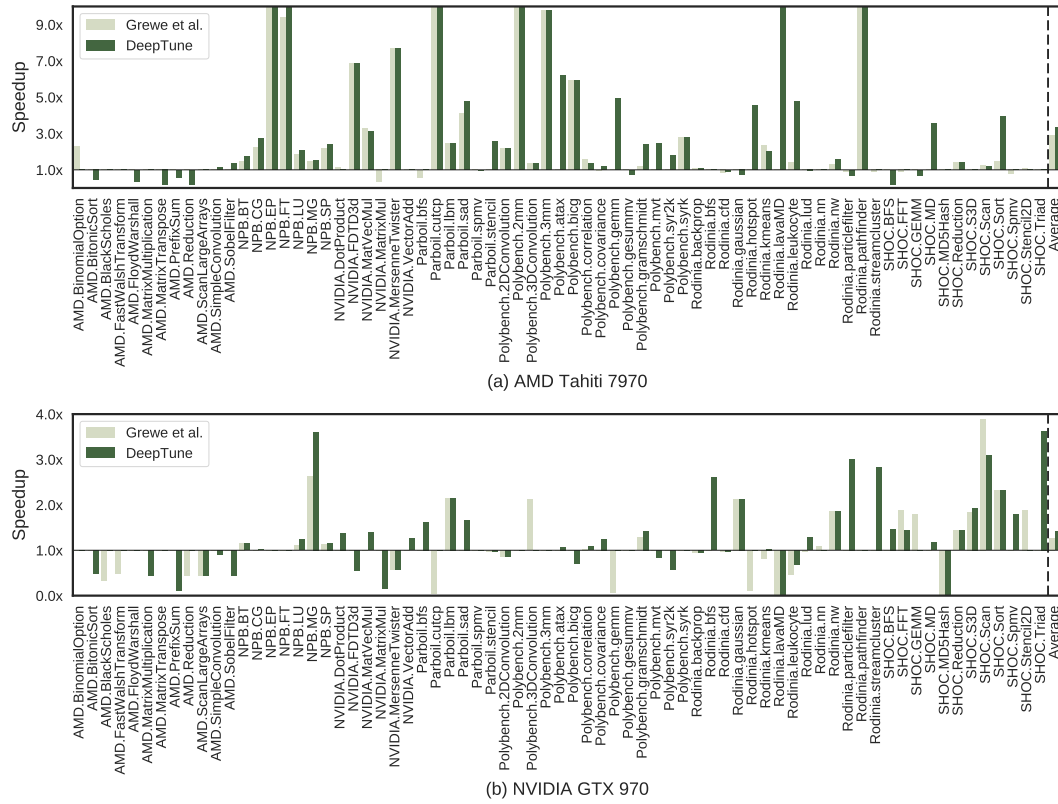 9.0x
7.0x
5.0x
3.0x
1.0x
Speedup
Grewe et al.
DeepTune
AMD.BinomialOption
AMD.BitonicSort
AMD.BlackScholes
AMD.FastWalshTransform
AMD.FloydWarshall
AMD.MatrixMultiplication
AMD.MatrixTranspose
AMD.PrefixSum
AMD.Reduction
AMD.ScanLargeArrays
AMD.SimpleConvolution
AMD.SobelFilter
NPB.BT
NPB.CG
NPB.EP
NPB.FT
NPB.LU
NPB.MG
NPB.SP
NVIDIA.DotProduct
NVIDIA.FDTD3d
NVIDIA.MatVecMul
NVIDIA.MatrixMul
NVIDIA.MersenneTwister
NVIDIA.VectorAdd
Parboil.bfs
Parboil.cutcp
Parboil.lbm
Parboil.sad
Parboil.spmv
Parboil.stencil
Polybench.2DConvolution
Polybench.2mm
Polybench.3DConvolution
Polybench.3mm
Polybench.atax
Polybench.bicg
Polybench.correlation
Polybench.covariance
Polybench.gemm
Polybench.gesummv
Polybench.gramschmidt
Polybench.mvt
Polybench.syr2k
Polybench.syrk
Rodinia.backprop
Rodinia.bfs
Rodinia.cfd
Rodinia.gaussian
Rodinia.hotspot
Rodinia.kmeans
Rodinia.lavaMD
Rodinia.leukocyte
Rodinia.lud
Rodinia.nn
Rodinia.nw
Rodinia.particlefilter
Rodinia.pathfinder
Rodinia.streamcluster
SHOC.BFS
SHOC.FFT
SHOC.GEMM
SHOC.MD
SHOC.MD5Hash
SHOC.Reduction
SHOC.S3D
SHOC.Scan
SHOC.Sort
SHOC.Spmv
SHOC.Stencil2D
SHOC.Triad
Average
(a) AMD Tahiti 7970
4.0x
3.0x
2.0x
1.0x
0.0x
Speedup
Grewe et al.
DeepTune
AMD.BinomialOption
AMD.BitonicSort
AMD.BlackScholes
AMD.FastWalshTransform
AMD.FloydWarshall
AMD.MatrixMultiplication
AMD.MatrixTranspose
AMD.PrefixSum
AMD.Reduction
AMD.ScanLargeArrays
AMD.SimpleConvolution
AMD.SobelFilter
NPB.BT
NPB.CG
NPB.EP
NPB.FT
NPB.LU
NPB.MG
NPB.SP
NVIDIA.DotProduct
NVIDIA.FDTD3d
NVIDIA.MatVecMul
NVIDIA.MatrixMul
NVIDIA.MersenneTwister
NVIDIA.VectorAdd
Parboil.bfs
Parboil.cutcp
Parboil.lbm
Parboil.sad
Parboil.spmv
Parboil.stencil
Polybench.2DConvolution
Polybench.2mm
Polybench.3DConvolution
Polybench.3mm
Polybench.atax
Polybench.bicg
Polybench.correlation
Polybench.covariance
Polybench.gemm
Polybench.gesummv
Polybench.gramschmidt
Polybench.mvt
Polybench.syr2k
Polybench.syrk
Rodinia.backprop
Rodinia.bfs
Rodinia.cfd
Rodinia.gaussian
Rodinia.hotspot
Rodinia.kmeans
Rodinia.lavaMD
Rodinia.leukocyte
Rodinia.lud
Rodinia.nn
Rodinia.nw
Rodinia.particlefilter
Rodinia.pathfinder
Rodinia.streamcluster
SHOC.BFS
SHOC.FFT
SHOC.GEMM
SHOC.MD
SHOC.MD5Hash
SHOC.Reduction
SHOC.S3D
SHOC.Scan
SHOC.Sort
SHOC.Spmv
SHOC.Stencil2D
SHOC.Triad
Average
(b) NVIDIA GTX 970